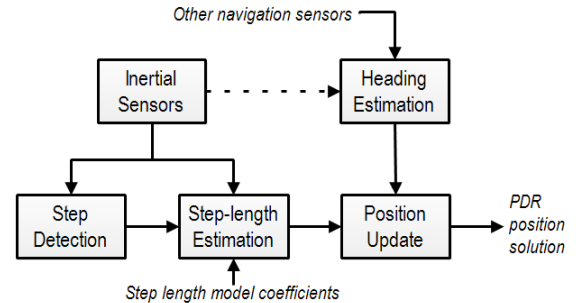 Other navigation sensors
Inertial
Sensors
Heading
Estimation
Step
Detection
Step-length
Estimation
Position
Update
PDR
position
solution
Step length model coefficients